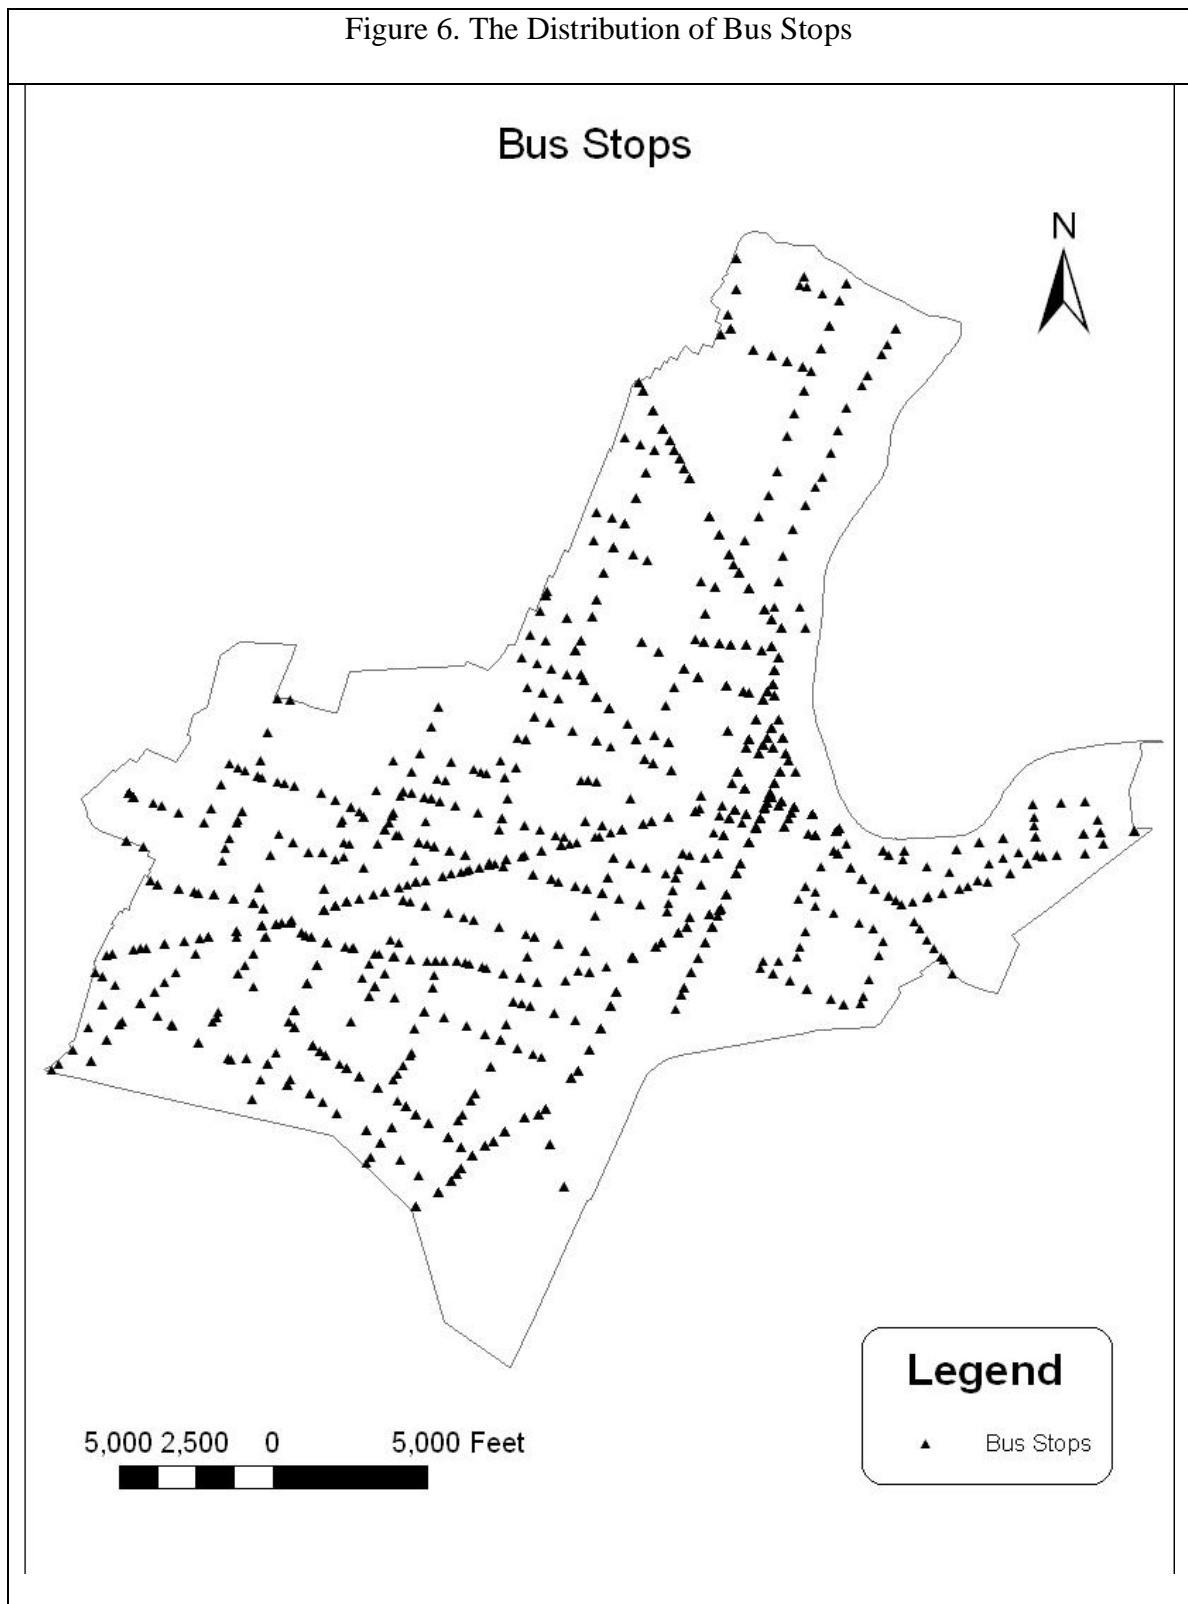 Figure 6. The Distribution of Bus Stops
Bus Stops
N
Legend
Bus Stops
5,000 2,500 0 5,000 Feet